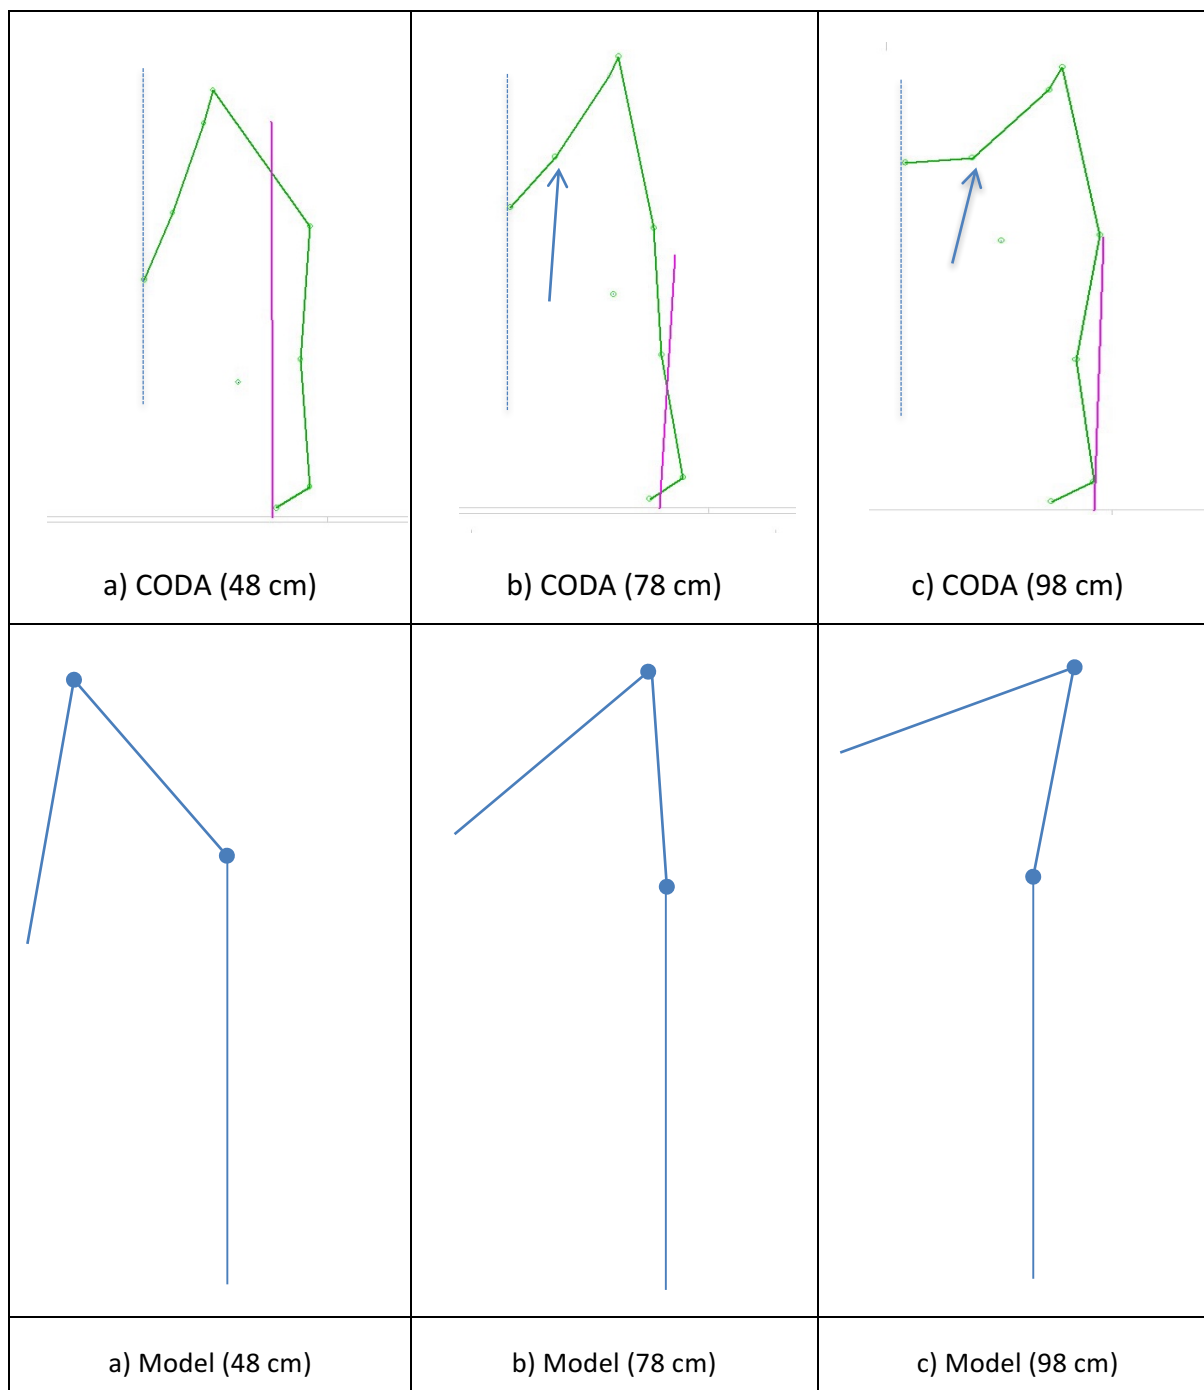 a) CODA (48 cm)
b) CODA (78 cm)
c) CODA (98 cm)
a) Model (48 cm)
b) Model (78 cm)
c) Model (98 cm)